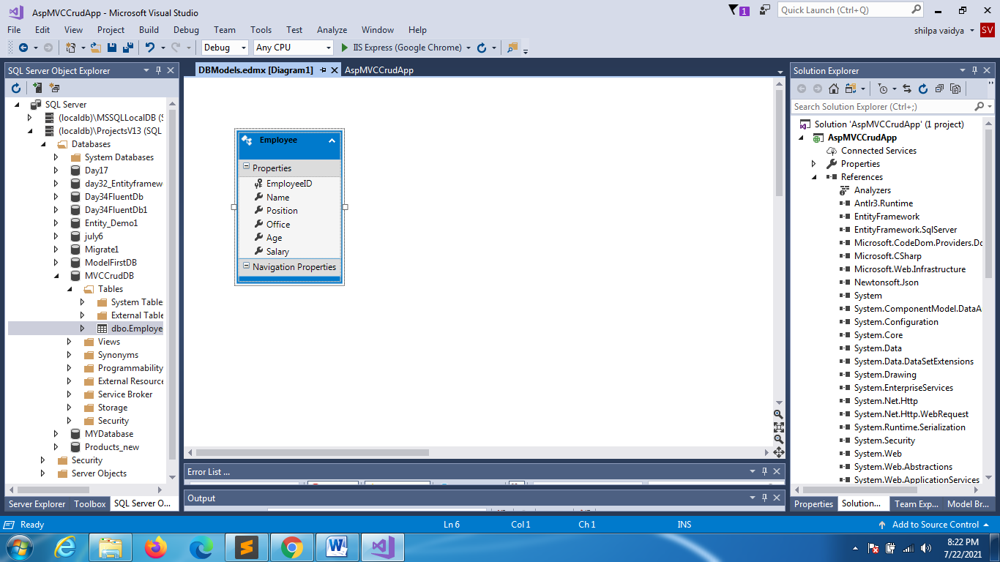 AspMVCCrudApp - Microsoft Visual Studio
1
Quick Launch (Ctrl+Q)
File Edit View Project Build Debug Team Tools Test Analyze Window Help
shilpa vaidya
SV
Debug
Any CPU
IIS Express (Google Chrome)
SQL Server Object Explorer
SQL Server
(localdb)\MSSQLLocalDB (S
(localdb)\ProjectsV13 (SQL
Databases
System Databases
Day17
day32_Entityframew
Day34FluentDb
Day34FluentDb1
Entity_Demo1
july6
Migrate1
ModelFirstDB
MVCCrudDB
Tables
System Table
External Table
dbo.Employe
Views
Synonyms
Programmability
External Resource
Service Broker
Storage
Security
MYDatabase
Products_new
Security
Server Objects
Server Explorer
Toolbox
SQL Server O...
DBModels.edmx [Diagram1]
AspMVCCrudApp
Employee
Properties
EmployeeID
Name
Position
Office
Age
Salary
Navigation Properties
Error List ...
Output
Solution Explorer
Search Solution Explorer (Ctrl+;)
Solution 'AspMVCCrudApp' (1 project)
AspMVCCrudApp
Connected Services
Properties
References
Analyzers
Antlr3.Runtime
EntityFramework
EntityFramework.SqlServer
Microsoft.CodeDom.Providers.Do
Microsoft.CSharp
Microsoft.Web.Infrastructure
Newtonsoft.Json
System
System.ComponentModel.DataA
System.Configuration
System.Core
System.Data
System.Data.DataSetExtensions
System.Drawing
System.EnterpriseServices
System.Net.Http
System.Net.Http.WebRequest
System.Runtime.Serialization
System.Security
System.Web
System.Web.Abstractions
System.Web.ApplicationServices
Properties
Solution...
Team Exp...
Model Br...
Ready
Ln 6
Col 1
Ch 1
INS
Add to Source Control
8:22 PM
7/22/2021